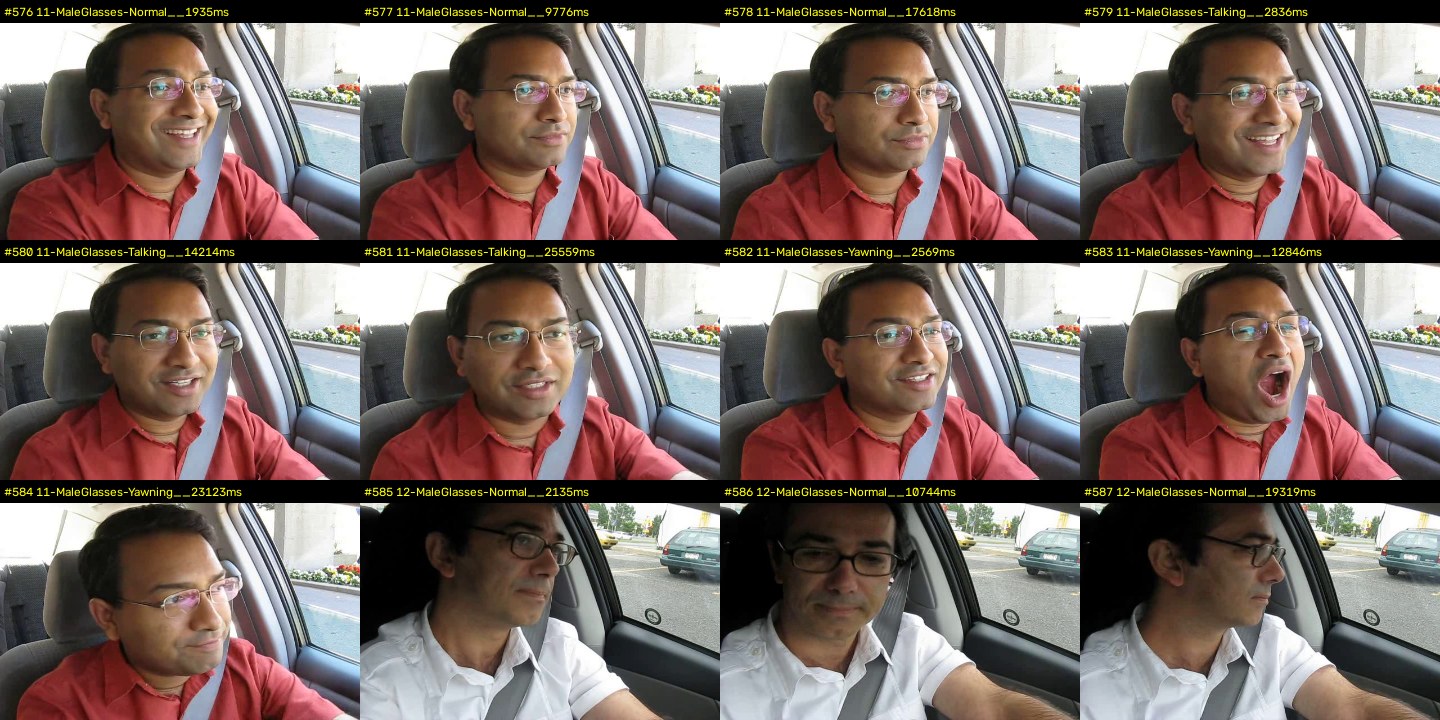 #576 11-MaleGlasses-Normal__1935ms
#577 11-MaleGlasses-Normal__9776ms
#578 11-MaleGlasses-Normal__17618ms
#579 11-MaleGlasses-Talking__2836ms
#580 11-MaleGlasses-Talking__14214ms
#581 11-MaleGlasses-Talking__25559ms
#582 11-MaleGlasses-Yawning__2569ms
#583 11-MaleGlasses-Yawning__12846ms
#584 11-MaleGlasses-Yawning__23123ms
#585 12-MaleGlasses-Normal__2135ms
#586 12-MaleGlasses-Normal__10744ms
#587 12-MaleGlasses-Normal__19319ms